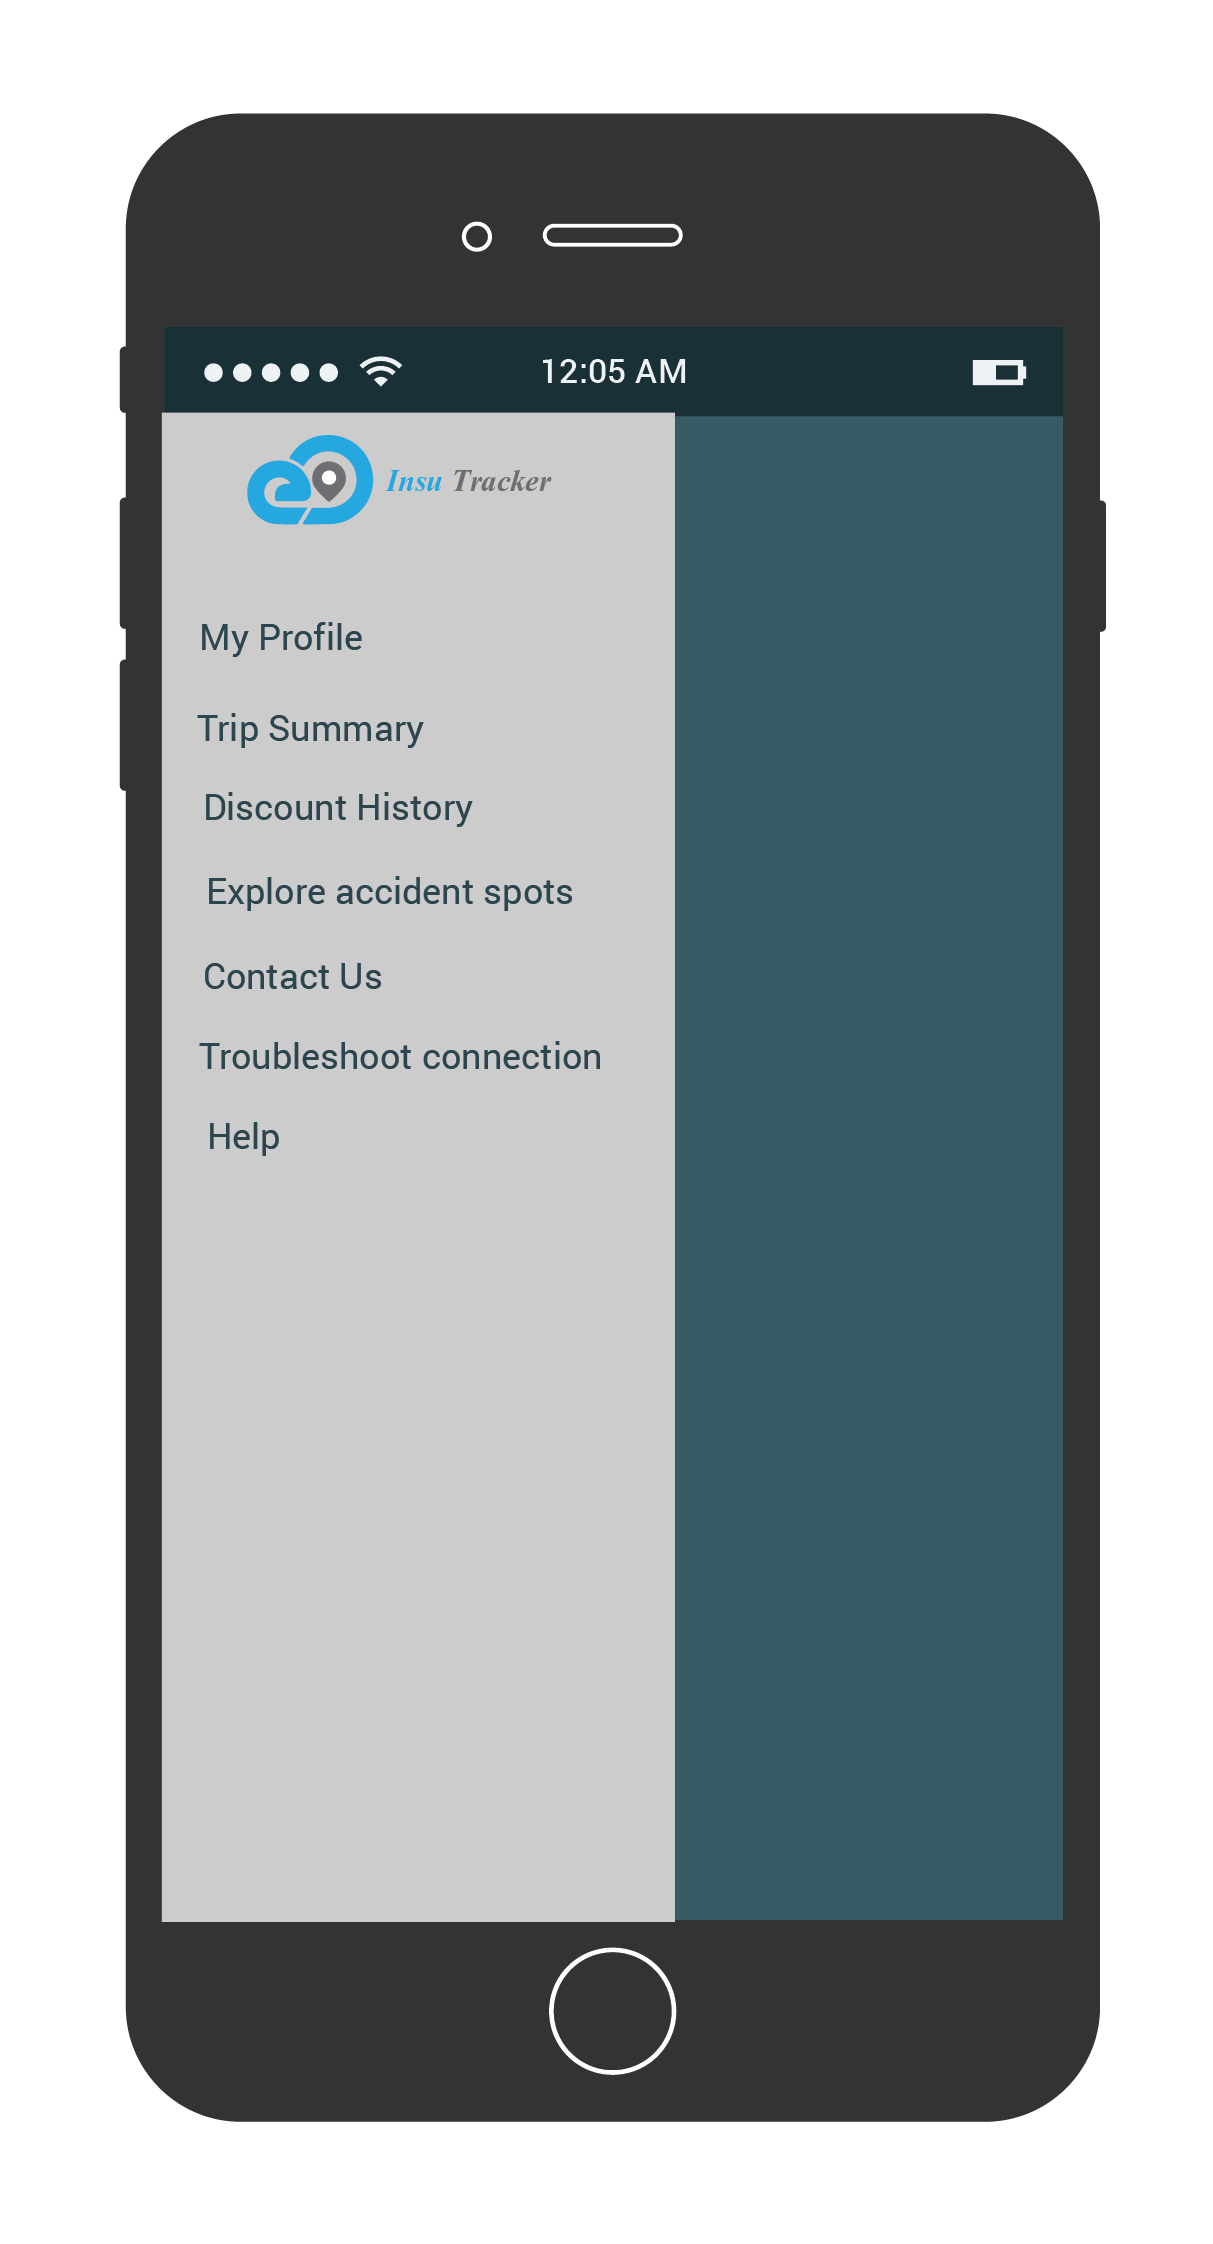 12:05 AM
Insu Tracker
My Profile
Trip Summary
Discount History
Explore accident spots
Contact Us
Troubleshoot connection
Help